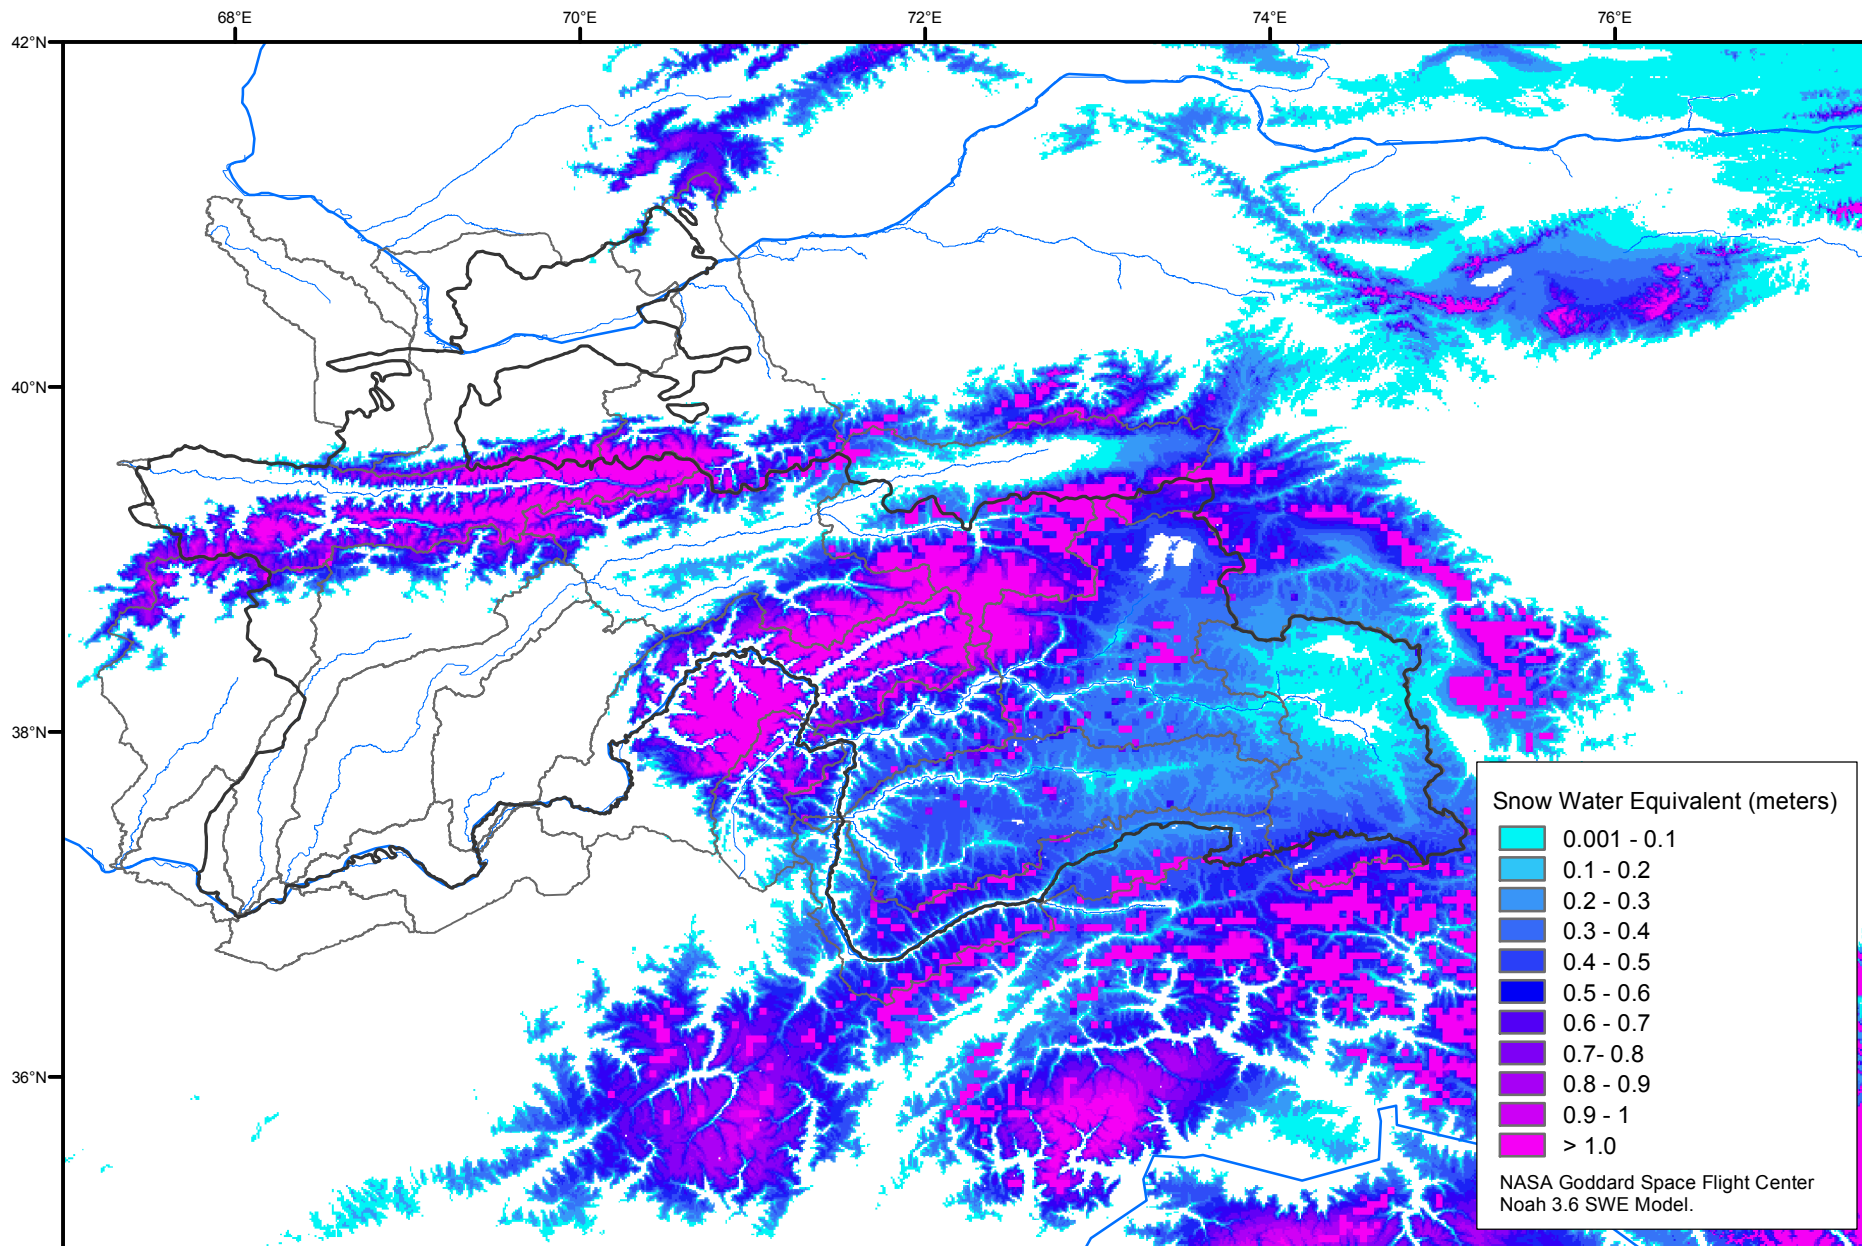 68°E 70°E 72°E 74°E 76°E
42°N
40°N
38°N
36°N
Snow Water Equivalent (meters)
0.001 - 0.1
0.1 - 0.2
0.2 - 0.3
0.3 - 0.4
0.4 - 0.5
0.5 - 0.6
0.6 - 0.7
0.7- 0.8
0.8 - 0.9
0.9 - 1
> 1.0
NASA Goddard Space Flight Center
Noah 3.6 SWE Model.